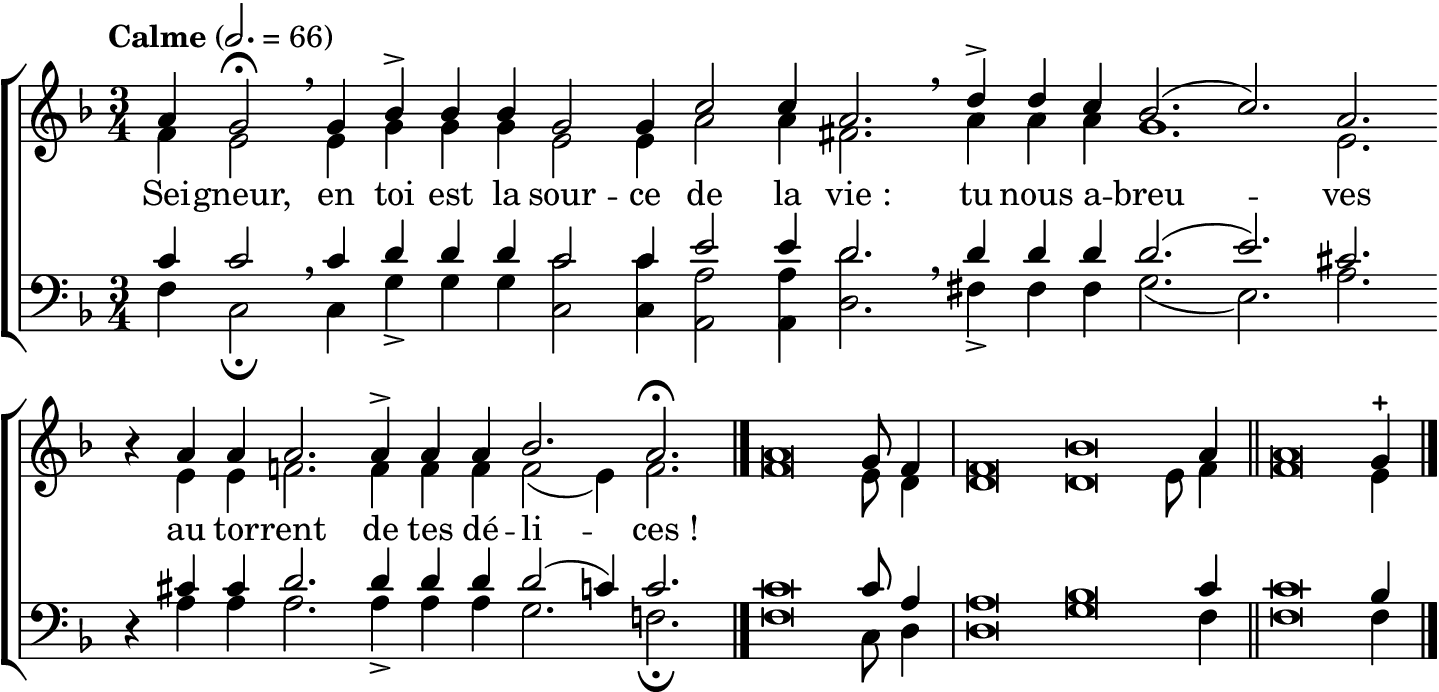 Calme (𝅗𝅥. = 66)
Seigneur, en toi est la sour -- ce de la vie : tu nous a -- breu -- ves
au torrent de tes dé -- li -- ces !